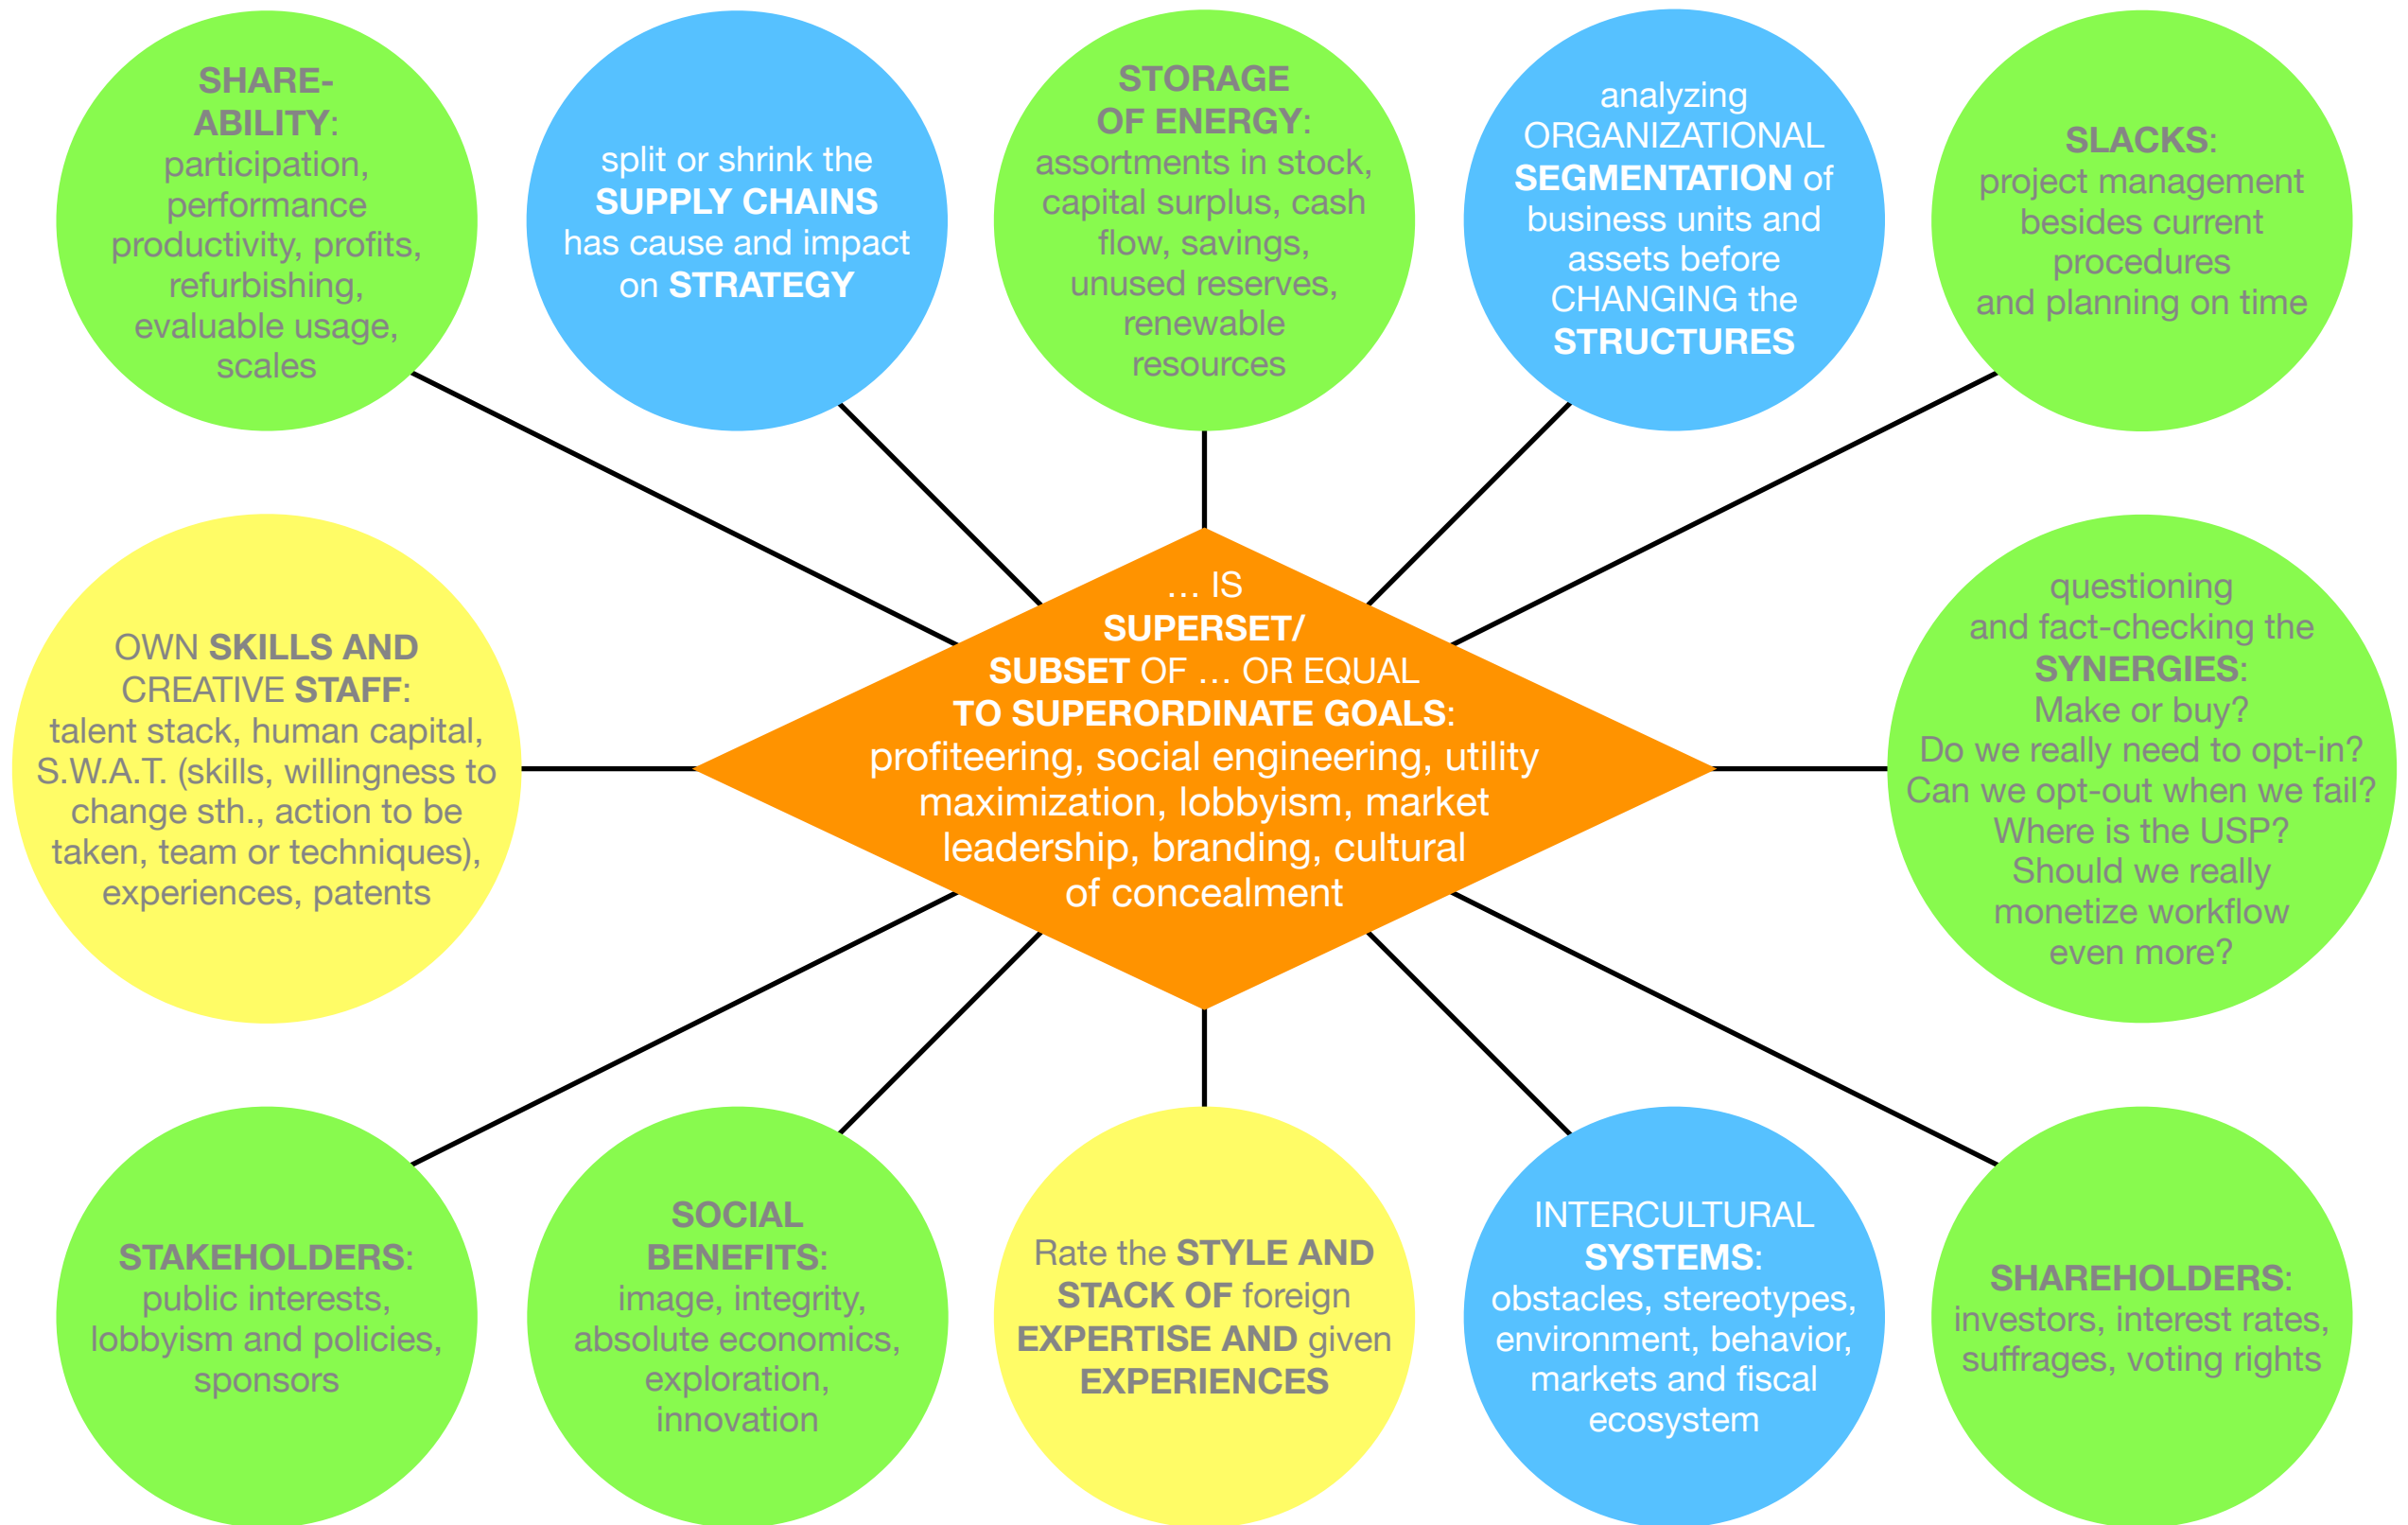 SHARE-
ABILITY:
participation,
performance
productivity, profits,
refurbishing,
evaluable usage,
scales
split or shrink the
SUPPLY CHAINS
has cause and impact
on STRATEGY
STORAGE
OF ENERGY:
assortments in stock,
capital surplus, cash
flow, savings,
unused reserves,
renewable
resources
analyzing
ORGANIZATIONAL
SEGMENTATION of
business units and
assets before
CHANGING the
STRUCTURES
SLACKS:
project management
besides current
procedures
and planning on time
OWN SKILLS AND
CREATIVE STAFF:
talent stack, human capital,
S.W.A.T. (skills, willingness to
change sth., action to be
taken, team or techniques),
experiences, patents
… IS
SUPERSET/
SUBSET OF … OR EQUAL
TO SUPERORDINATE GOALS:
profiteering, social engineering, utility
maximization, lobbyism, market
leadership, branding, cultural
of concealment
questioning
and fact-checking the
SYNERGIES:
Make or buy?
Do we really need to opt-in?
Can we opt-out when we fail?
Where is the USP?
Should we really
monetize workflow
even more?
STAKEHOLDERS:
public interests,
lobbyism and policies,
sponsors
SOCIAL
BENEFITS:
image, integrity,
absolute economics,
exploration,
innovation
Rate the STYLE AND
STACK OF foreign
EXPERTISE AND given
EXPERIENCES
INTERCULTURAL
SYSTEMS:
obstacles, stereotypes,
environment, behavior,
markets and fiscal
ecosystem
SHAREHOLDERS:
investors, interest rates,
suffrages, voting rights